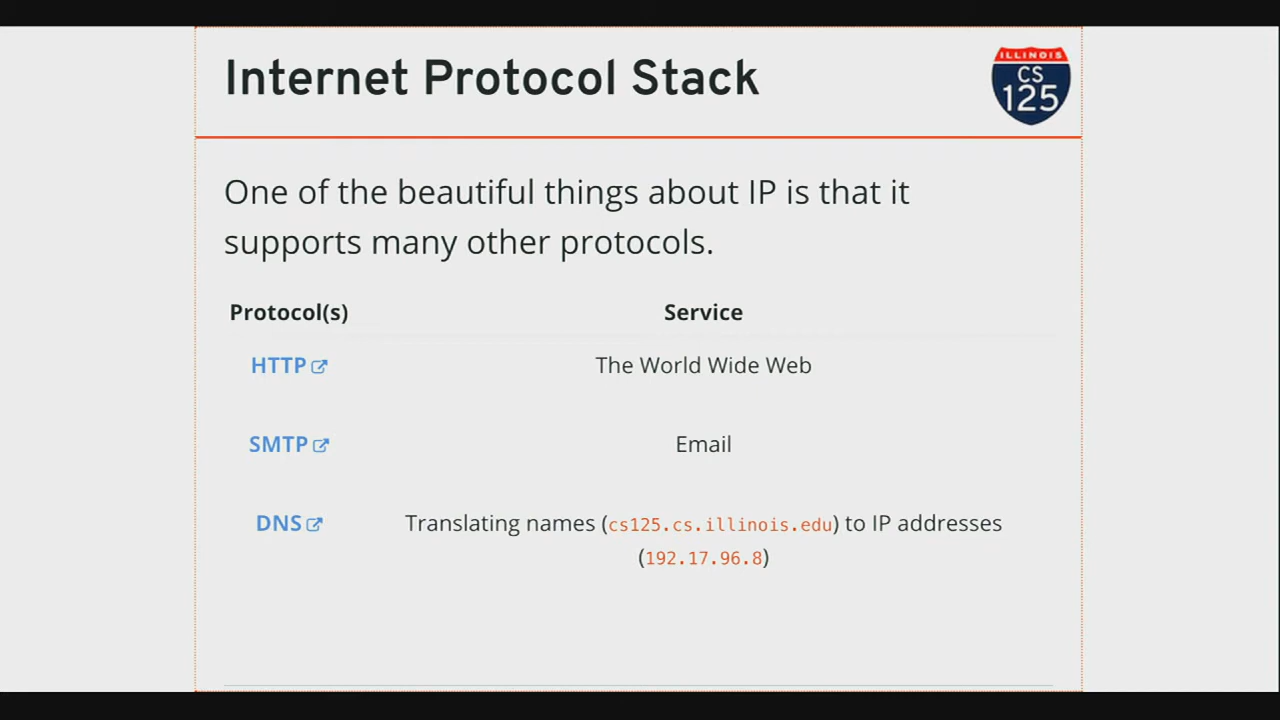 Internet Protocol Stack
ILLINOIS
CS
125
One of the beautiful things about IP is that it
supports many other protocols.
Protocol(s) Service
HTTP The World Wide Web
SMTP Email
DNS Translating names (cs125.cs.illinois.edu) to IP addresses
(192.17.96.8)